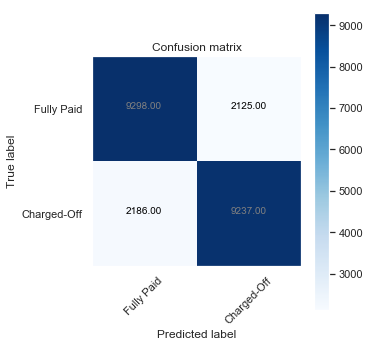 Confusion matrix
9000
8000
7000
6000
5000
4000
3000
True label
Fully Paid
9298.00
2125.00
Charged-Off
2186.00
9237.00
Fully Paid
Charged-Off
Predicted label